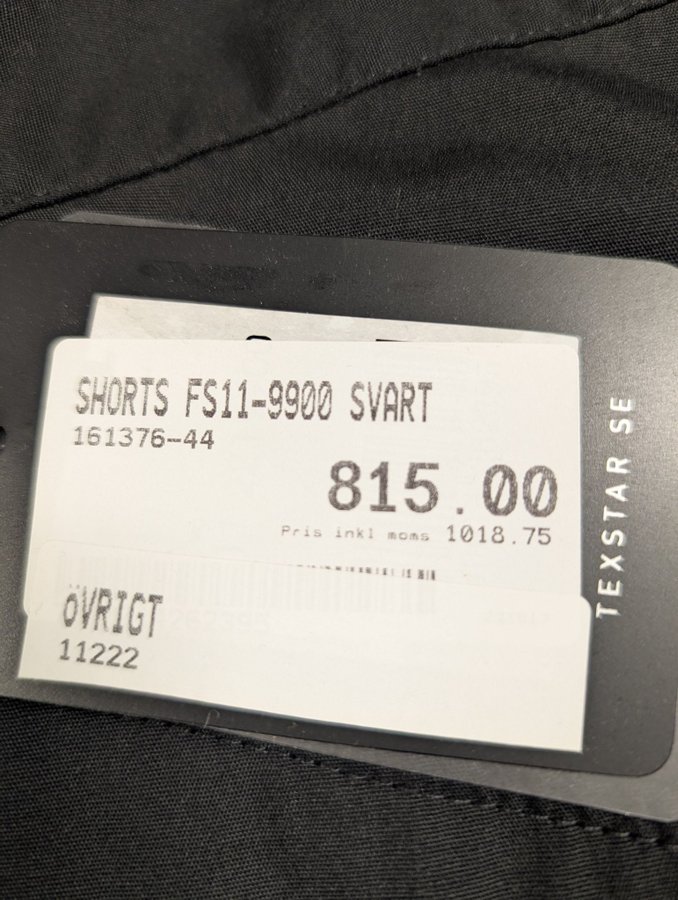 SHORTS FS11-9900 SVART
161376-44
815.00
Pris inkl moms 1018.75
öVRIGT
11222
TEXSTAR SE